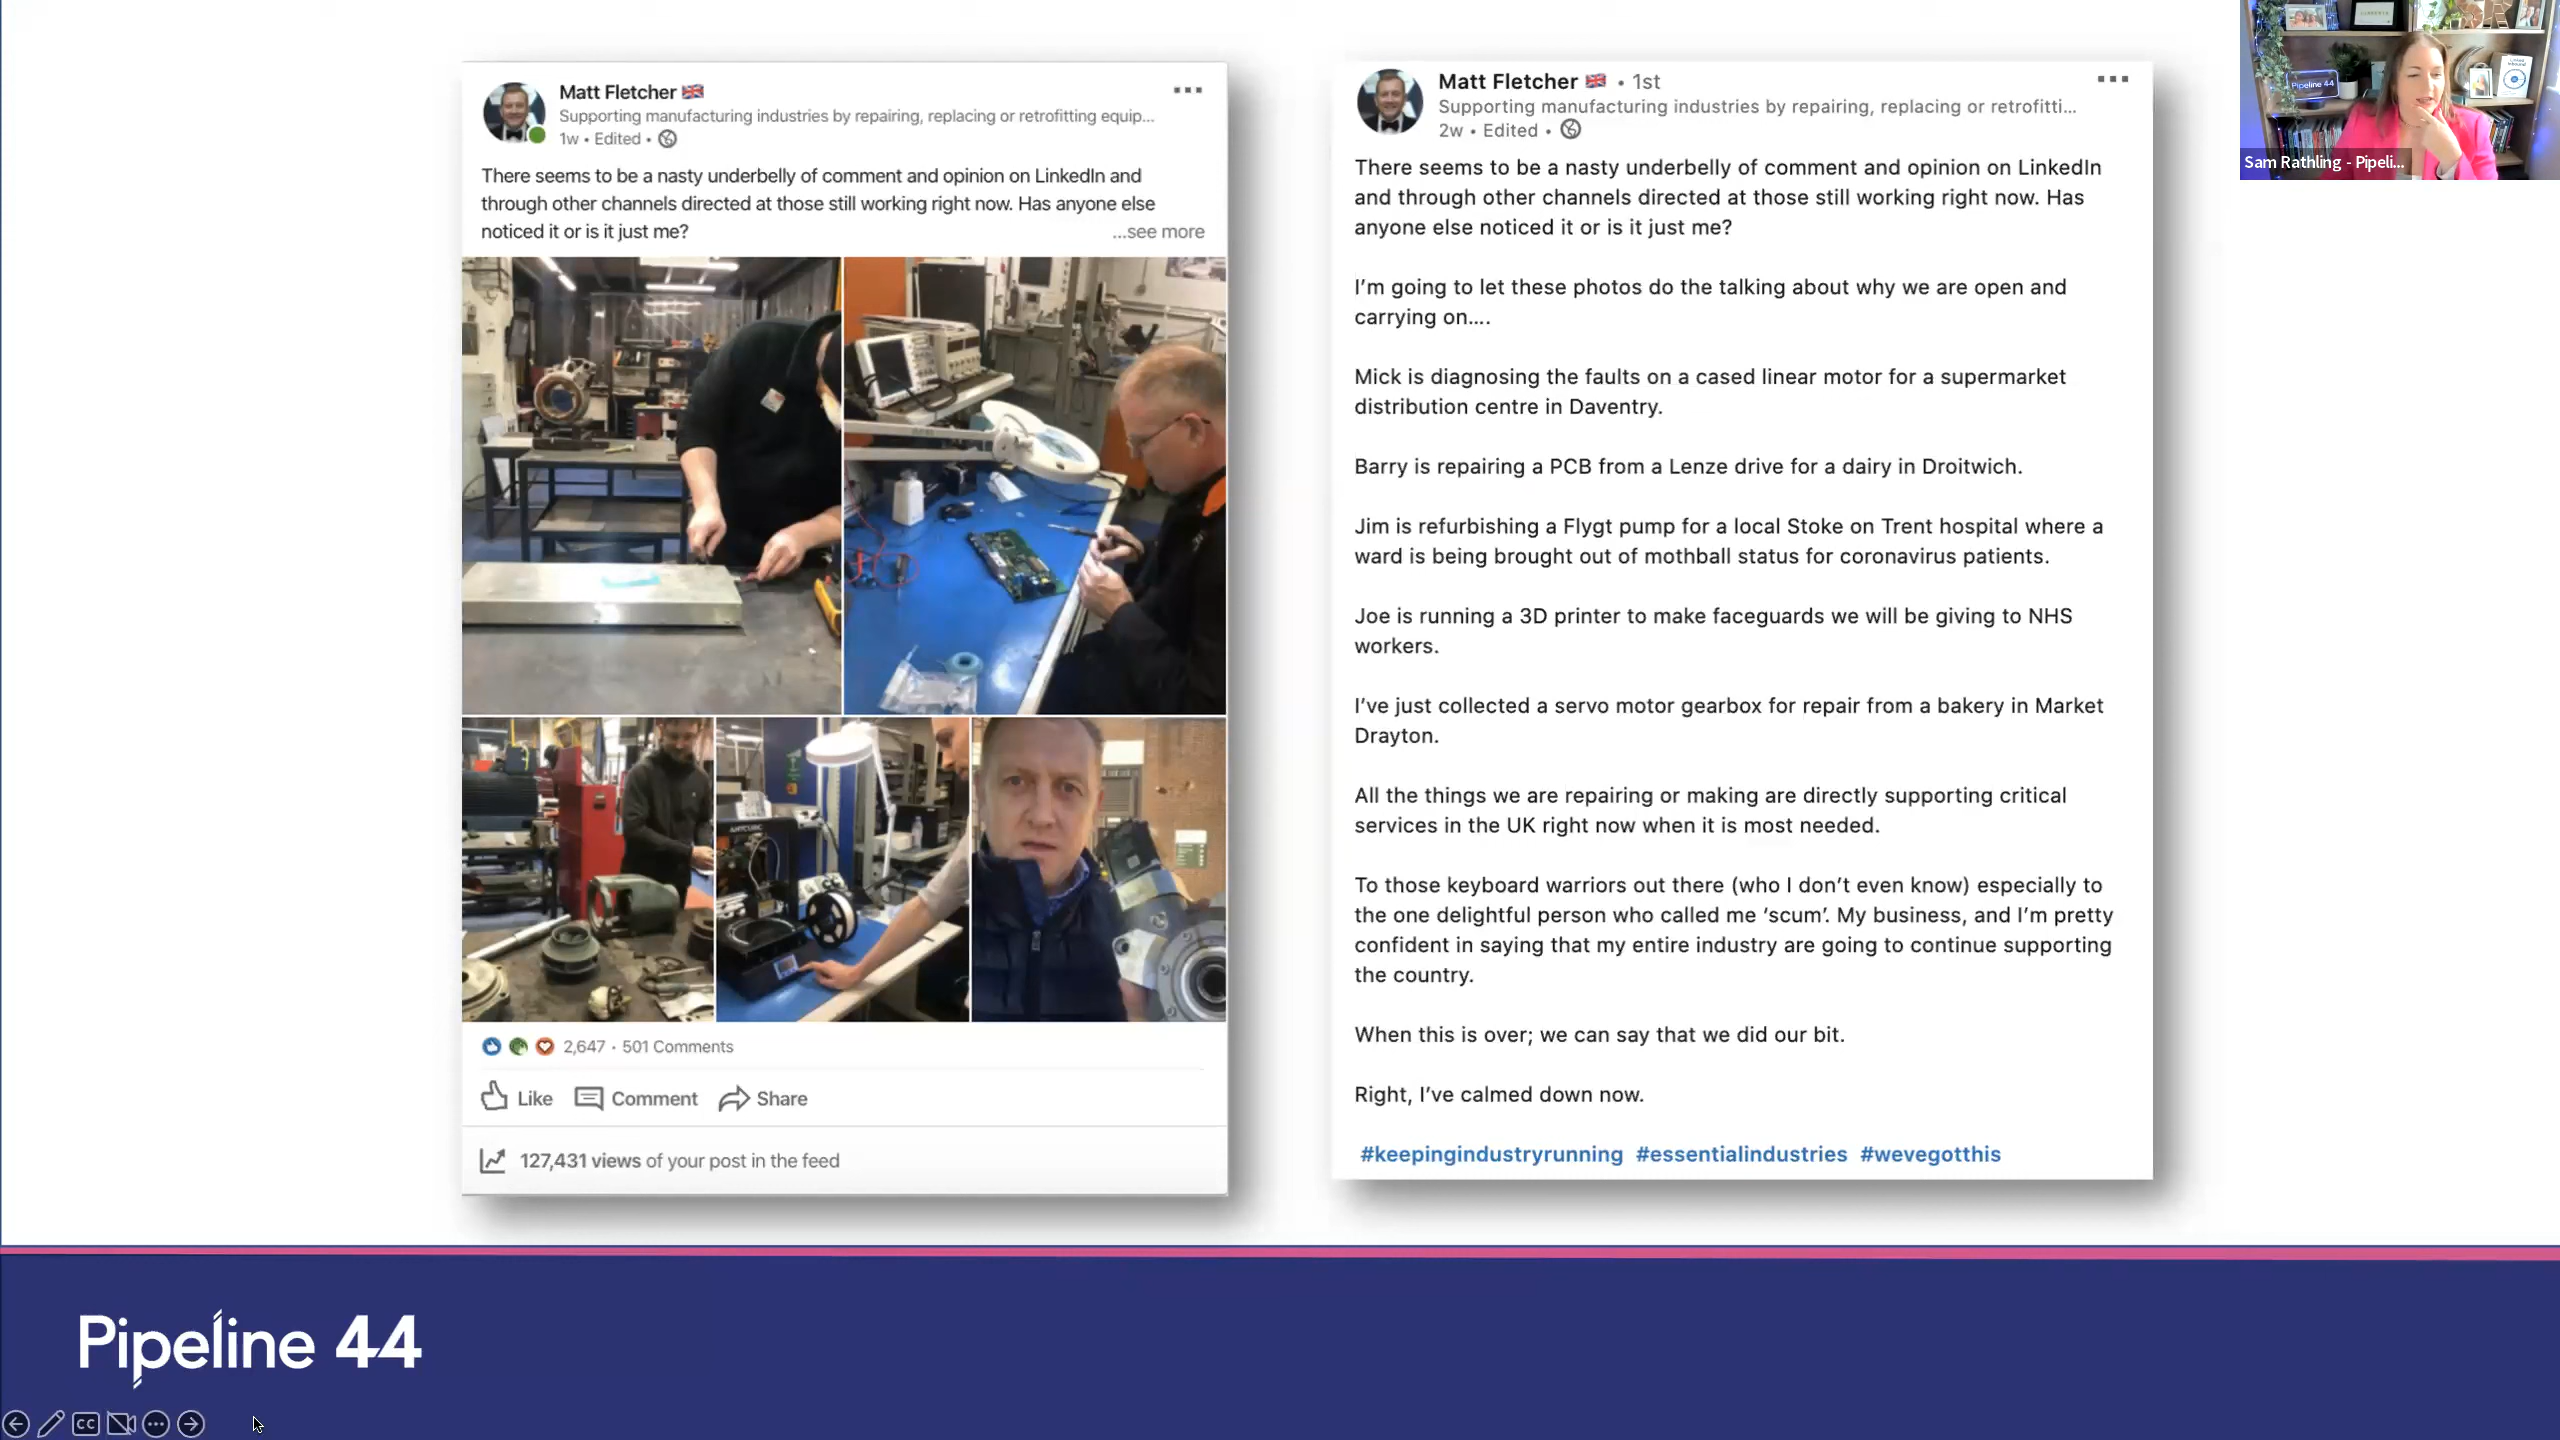 Matt Fletcher
Supporting manufacturing industries by repairing, replacing or retrofitting equip...
1w • Edited •
There seems to be a nasty underbelly of comment and opinion on LinkedIn and
through other channels directed at those still working right now. Has anyone else
noticed it or is it just me?
...see more
2,647 · 501 Comments
Like Comment Share
127,431 views of your post in the feed
Matt Fletcher • 1st
Supporting manufacturing industries by repairing, replacing or retrofitti...
2w • Edited •
There seems to be a nasty underbelly of comment and opinion on LinkedIn
and through other channels directed at those still working right now. Has
anyone else noticed it or is it just me?
I’m going to let these photos do the talking about why we are open and
carrying on....
Mick is diagnosing the faults on a cased linear motor for a supermarket
distribution centre in Daventry.
Barry is repairing a PCB from a Lenze drive for a dairy in Droitwich.
Jim is refurbishing a Flygt pump for a local Stoke on Trent hospital where a
ward is being brought out of mothball status for coronavirus patients.
Joe is running a 3D printer to make faceguards we will be giving to NHS
workers.
I’ve just collected a servo motor gearbox for repair from a bakery in Market
Drayton.
All the things we are repairing or making are directly supporting critical
services in the UK right now when it is most needed.
To those keyboard warriors out there (who I don’t even know) especially to
the one delightful person who called me ‘scum’. My business, and I’m pretty
confident in saying that my entire industry are going to continue supporting
the country.
When this is over; we can say that we did our bit.
Right, I’ve calmed down now.
#keepingindustryrunning #essentialindustries #wevegotthis
Pipeline 44
Sam Rathling - Pipeli...
Pipeline 44
CC